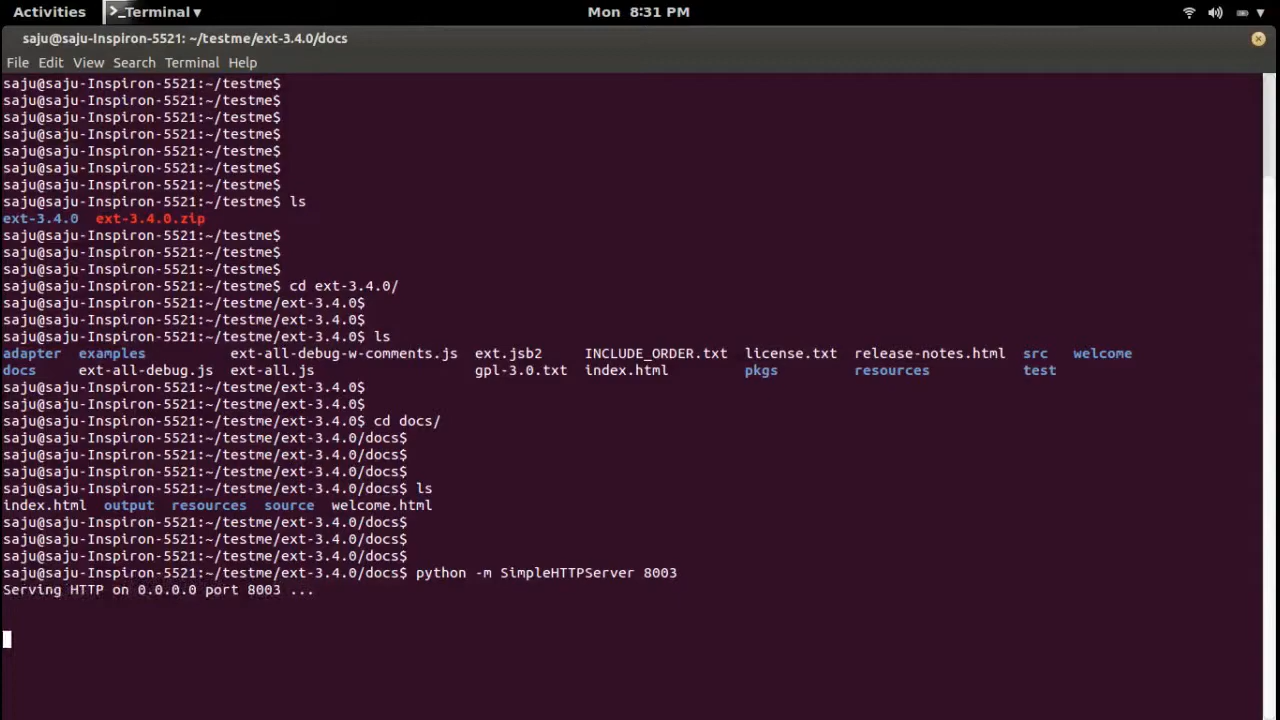 Activities >_Terminal ▾ Mon 8:31 PM
saju@saju-Inspiron-5521: ~/testme/ext-3.4.0/docs
File Edit View Search Terminal Help
saju@saju-Inspiron-5521:~/testme$
saju@saju-Inspiron-5521:~/testme$
saju@saju-Inspiron-5521:~/testme$
saju@saju-Inspiron-5521:~/testme$
saju@saju-Inspiron-5521:~/testme$
saju@saju-Inspiron-5521:~/testme$
saju@saju-Inspiron-5521:~/testme$
saju@saju-Inspiron-5521:~/testme$ ls
ext-3.4.0 ext-3.4.0.zip
saju@saju-Inspiron-5521:~/testme$
saju@saju-Inspiron-5521:~/testme$
saju@saju-Inspiron-5521:~/testme$
saju@saju-Inspiron-5521:~/testme$ cd ext-3.4.0/
saju@saju-Inspiron-5521:~/testme/ext-3.4.0$
saju@saju-Inspiron-5521:~/testme/ext-3.4.0$
saju@saju-Inspiron-5521:~/testme/ext-3.4.0$ ls
adapter examples ext-all-debug-w-comments.js ext.jsb2 INCLUDE_ORDER.txt license.txt release-notes.html src welcome
docs ext-all-debug.js ext-all.js gpl-3.0.txt index.html pkgs resources test
saju@saju-Inspiron-5521:~/testme/ext-3.4.0$
saju@saju-Inspiron-5521:~/testme/ext-3.4.0$
saju@saju-Inspiron-5521:~/testme/ext-3.4.0$ cd docs/
saju@saju-Inspiron-5521:~/testme/ext-3.4.0/docs$
saju@saju-Inspiron-5521:~/testme/ext-3.4.0/docs$
saju@saju-Inspiron-5521:~/testme/ext-3.4.0/docs$
saju@saju-Inspiron-5521:~/testme/ext-3.4.0/docs$ ls
index.html output resources source welcome.html
saju@saju-Inspiron-5521:~/testme/ext-3.4.0/docs$
saju@saju-Inspiron-5521:~/testme/ext-3.4.0/docs$
saju@saju-Inspiron-5521:~/testme/ext-3.4.0/docs$
saju@saju-Inspiron-5521:~/testme/ext-3.4.0/docs$ python -m SimpleHTTPServer 8003
Serving HTTP on 0.0.0.0 port 8003 ...